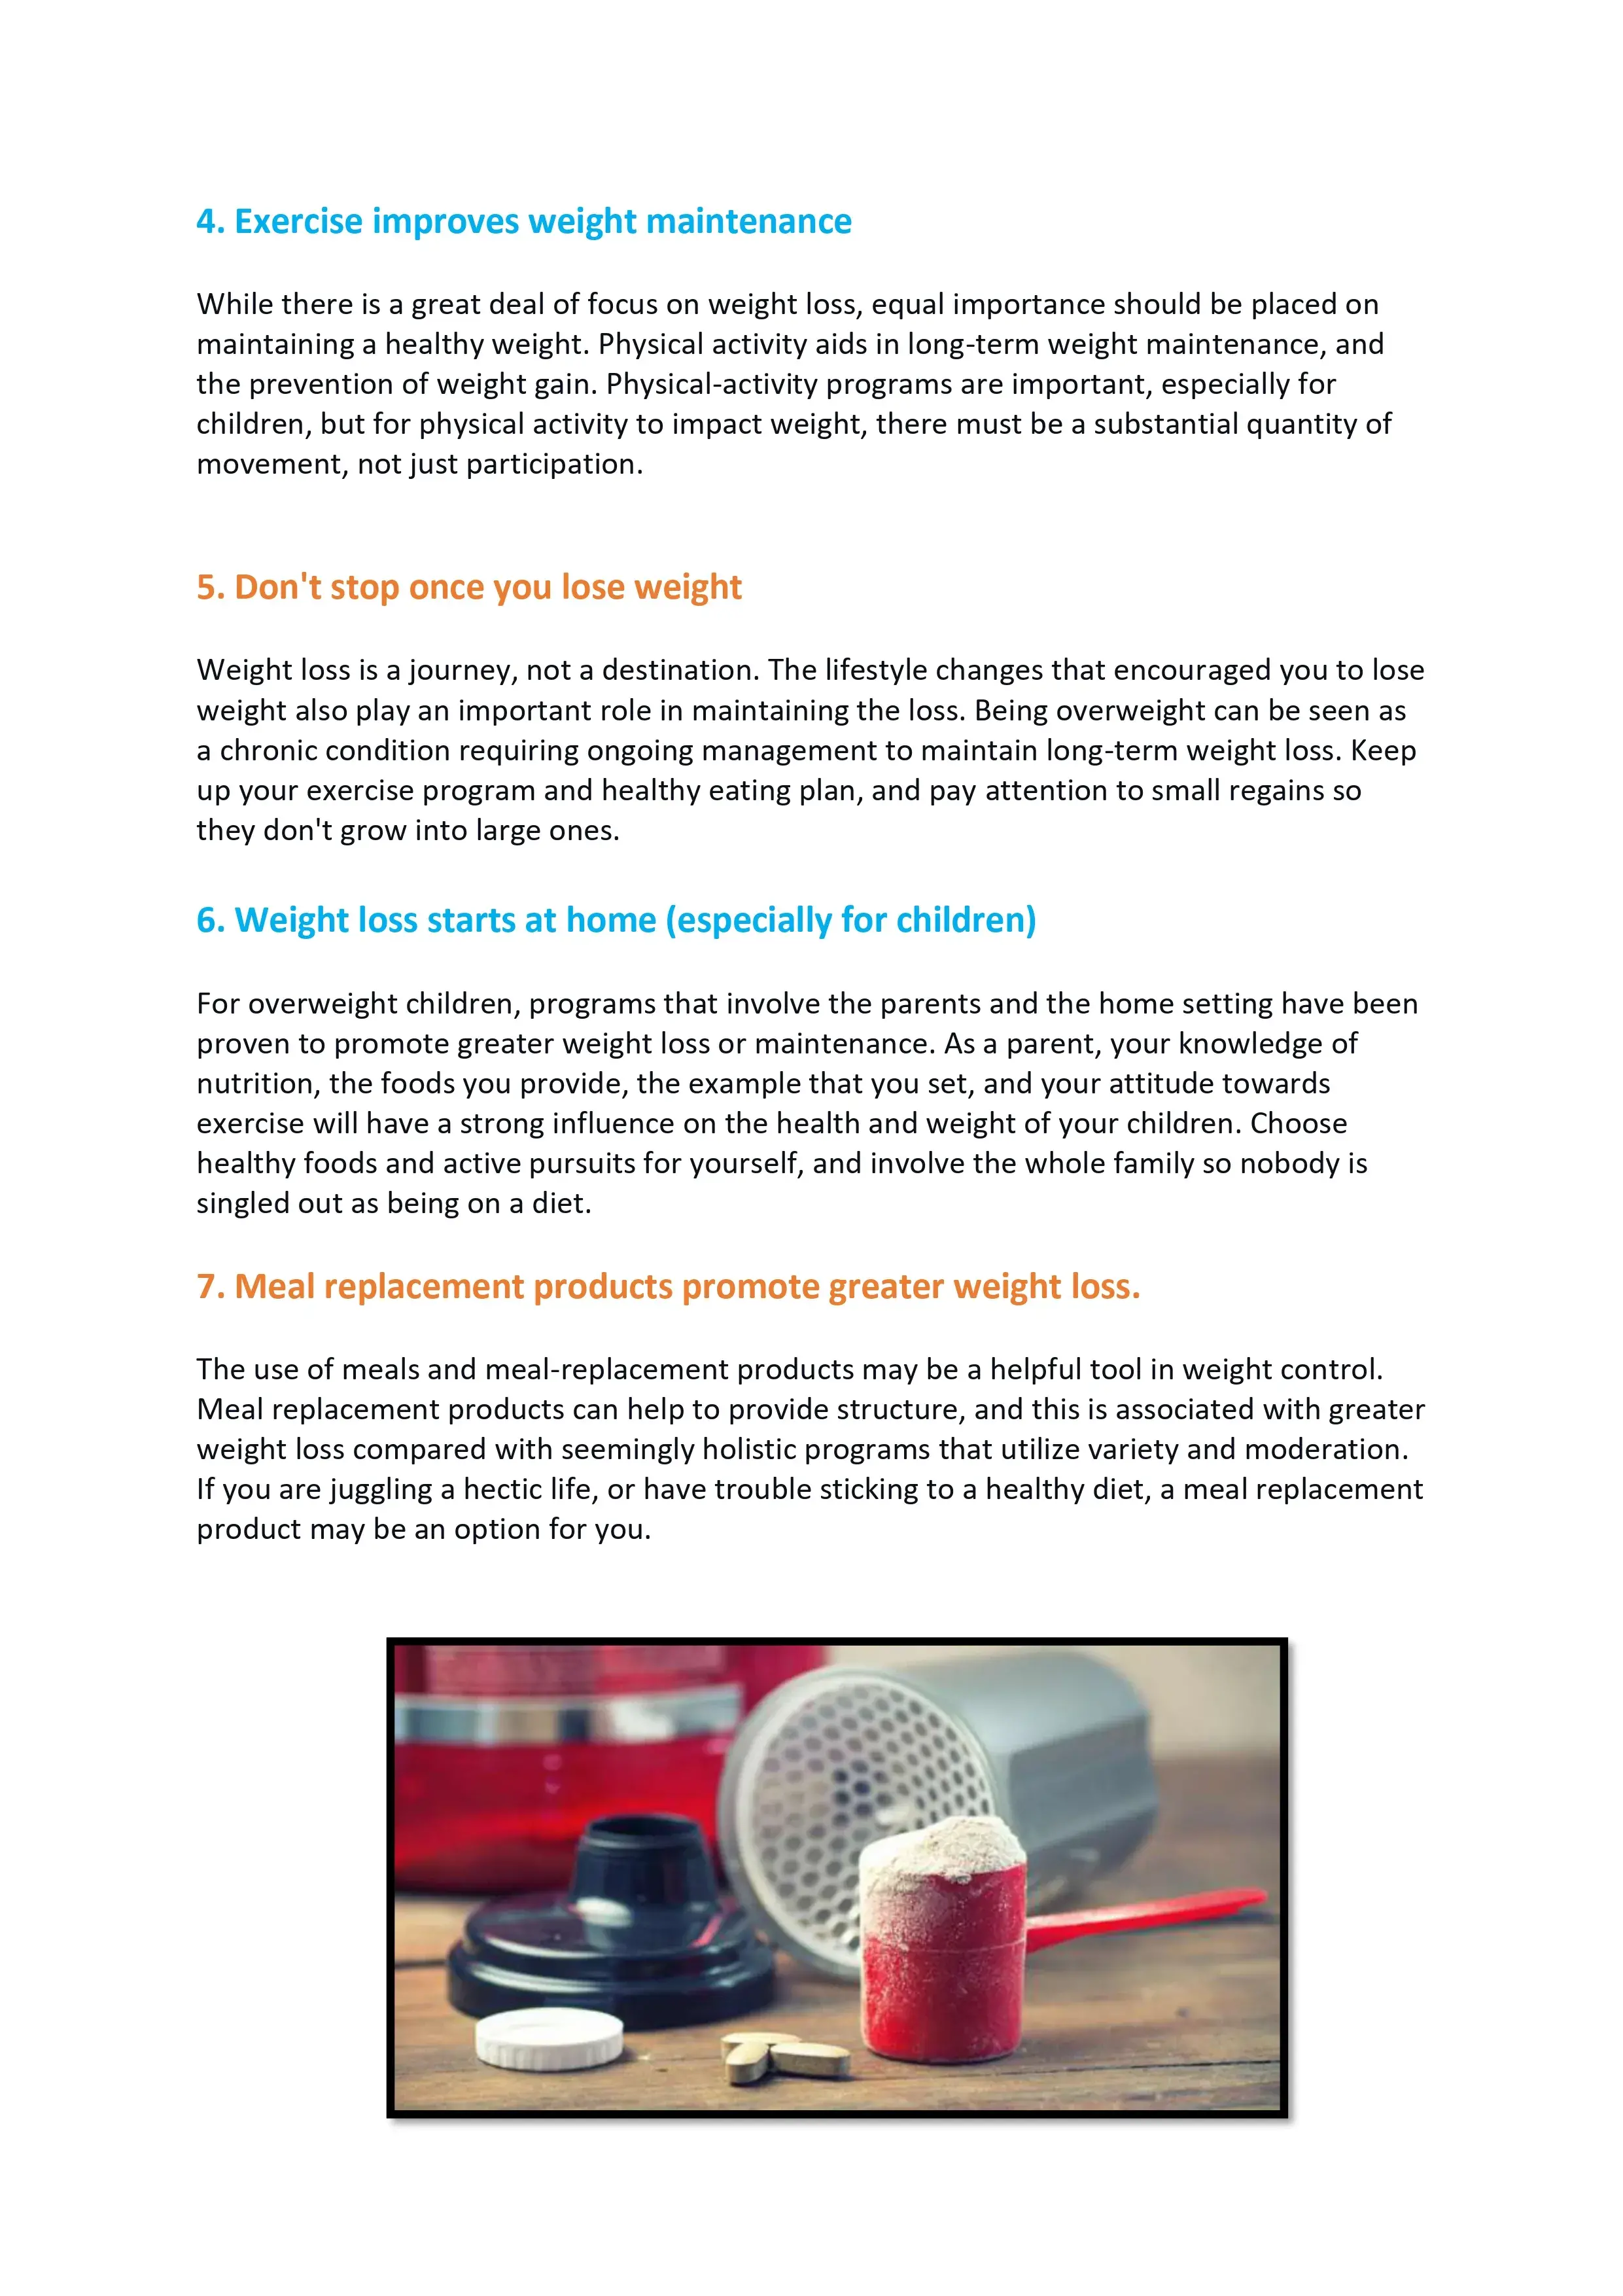 4. Exercise improves weight maintenance
While there is a great deal of focus on weight loss, equal importance should be placed on
maintaining a healthy weight. Physical activity aids in long-term weight maintenance, and
the prevention of weight gain. Physical-activity programs are important, especially for
children, but for physical activity to impact weight, there must be a substantial quantity of
movement, not just participation.
5. Don't stop once you lose weight
Weight loss is a journey, not a destination. The lifestyle changes that encouraged you to lose
weight also play an important role in maintaining the loss. Being overweight can be seen as
a chronic condition requiring ongoing management to maintain long-term weight loss. Keep
up your exercise program and healthy eating plan, and pay attention to small regains so
they don't grow into large ones.
6. Weight loss starts at home (especially for children)
For overweight children, programs that involve the parents and the home setting have been
proven to promote greater weight loss or maintenance. As a parent, your knowledge of
nutrition, the foods you provide, the example that you set, and your attitude towards
exercise will have a strong influence on the health and weight of your children. Choose
healthy foods and active pursuits for yourself, and involve the whole family so nobody is
singled out as being on a diet.
7. Meal replacement products promote greater weight loss.
The use of meals and meal-replacement products may be a helpful tool in weight control.
Meal replacement products can help to provide structure, and this is associated with greater
weight loss compared with seemingly holistic programs that utilize variety and moderation.
If you are juggling a hectic life, or have trouble sticking to a healthy diet, a meal replacement
product may be an option for you.